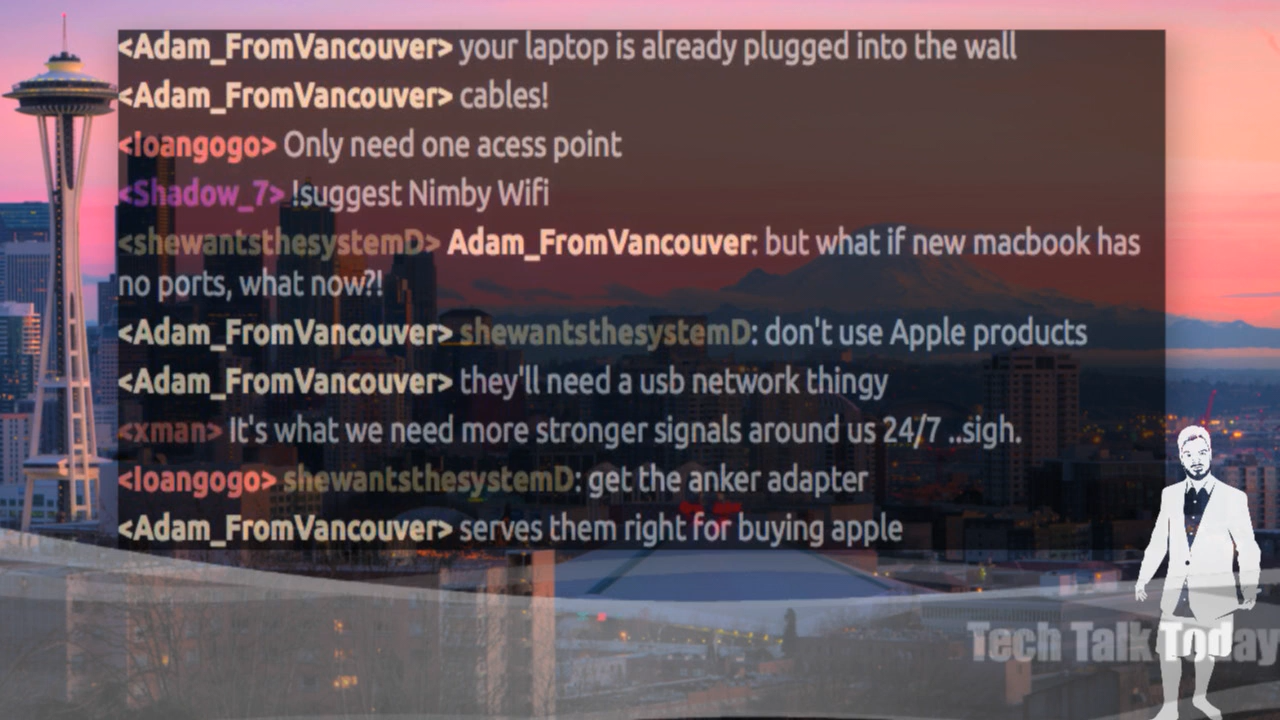 <Adam_FromVancouver> your laptop is already plugged into the wall
<Adam_FromVancouver> cables!
<Ioangogo> Only need one acess point
<Shadow_7> !suggest Nimby Wifi
<shewantsthesystemD> Adam_FromVancouver: but what if new macbook has
no ports, what now?!
<Adam_FromVancouver> shewantsthesystemD: don't use Apple products
<Adam_FromVancouver> they'll need a usb network thingy
<xman> It's what we need more stronger signals around us 24/7 ..sigh.
<Ioangogo> shewantsthesystemD: get the anker adapter
<Adam_FromVancouver> serves them right for buying apple
Tech Talk Today